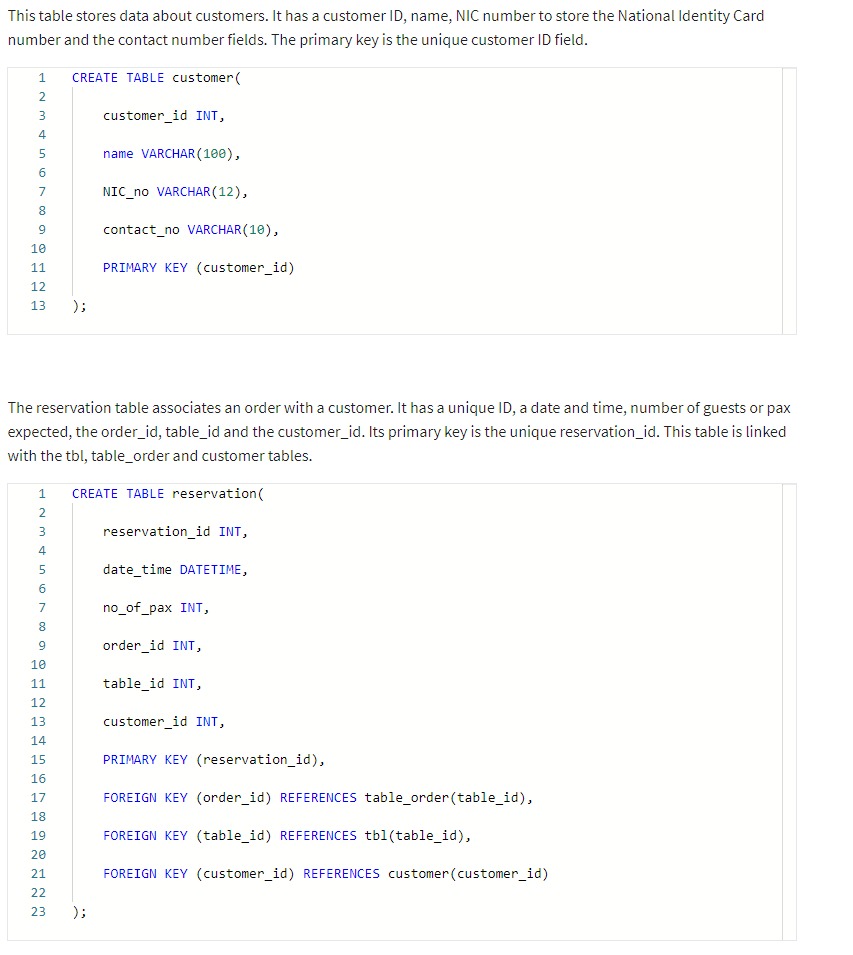 This table stores data about customers. It has a customer ID, name, NIC number to store the National Identity Card
number and the contact number fields. The primary key is the unique customer ID field.
1 CREATE TABLE customer(
2
3 customer_id INT,
4
5 name VARCHAR(100),
6
7 NIC_no VARCHAR(12),
8
9 contact_no VARCHAR(10),
10
11 PRIMARY KEY (customer_id)
12
13 );
The reservation table associates an order with a customer. It has a unique ID, a date and time, number of guests or pax
expected, the order_id, table_id and the customer_id. Its primary key is the unique reservation_id. This table is linked
with the tbl, table_order and customer tables.
1 CREATE TABLE reservation(
2
3 reservation_id INT,
4
5 date_time DATETIME,
6
7 no_of_pax INT,
8
9 order_id INT,
10
11 table_id INT,
12
13 customer_id INT,
14
15 PRIMARY KEY (reservation_id),
16
17 FOREIGN KEY (order_id) REFERENCES table_order(table_id),
18
19 FOREIGN KEY (table_id) REFERENCES tbl(table_id),
20
21 FOREIGN KEY (customer_id) REFERENCES customer(customer_id)
22
23 );